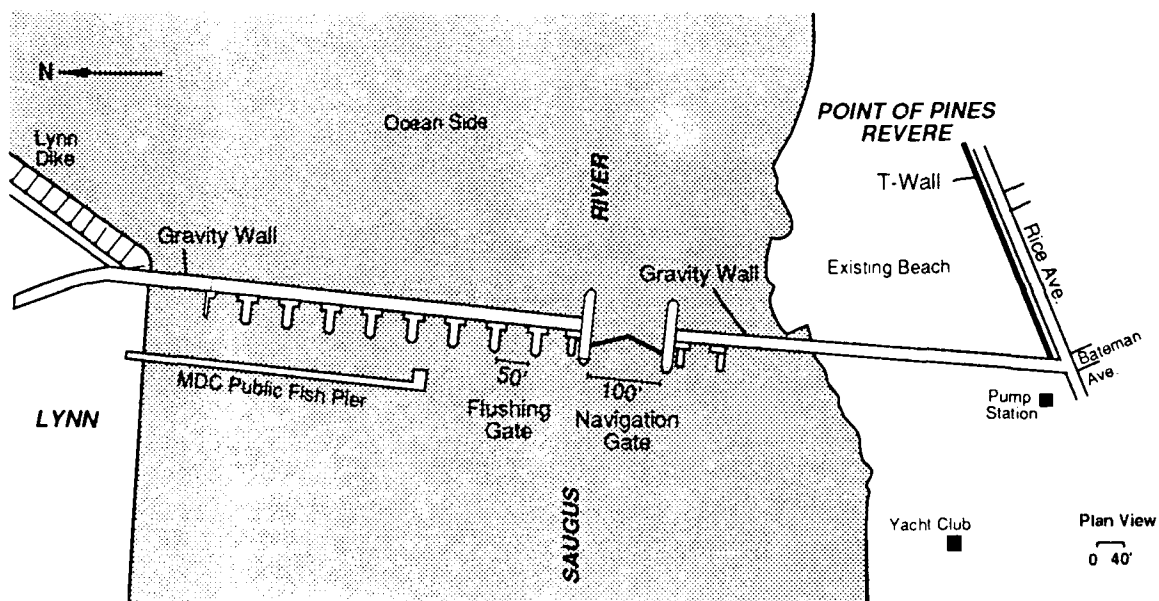 N
Lynn
Dike
Ocean Side
RIVER
POINT OF PINES
REVERE
T-Wall
Rice Ave.
Gravity Wall
Gravity Wall
Existing Beach
Bateman
Ave.
MDC Public Fish Pier
50'
100'
Flushing
Gate
Navigation
Gate
Pump
Station
LYNN
SAUGUS
Yacht Club
Plan View
0 40'